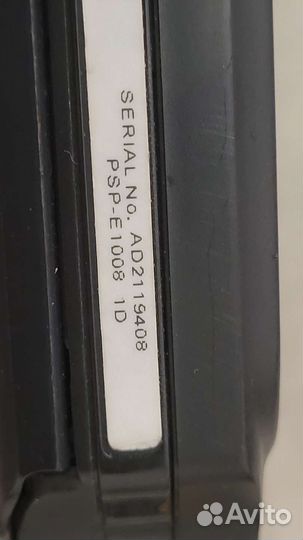 SERIAL No. AD2119408
PSP-E1008 1D
Avito